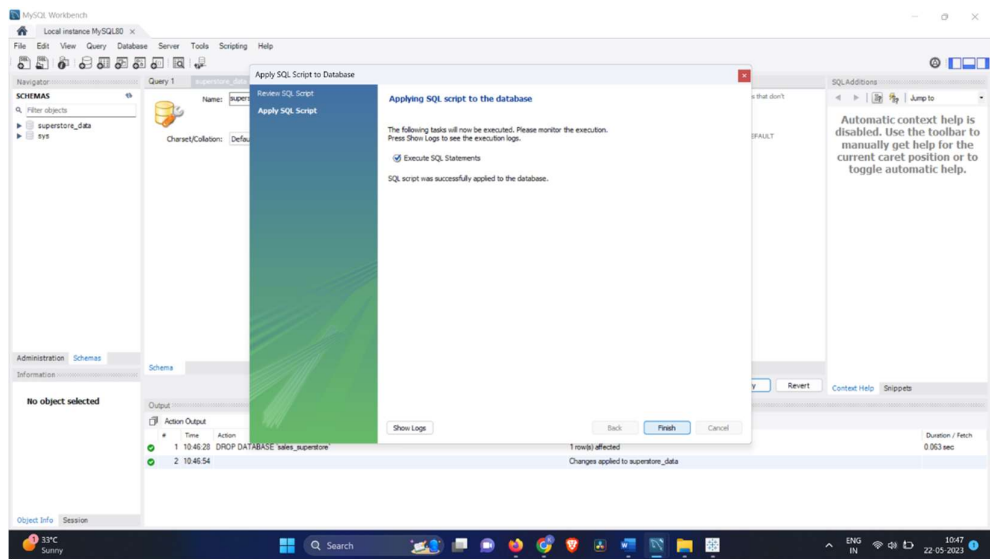 MySQL Workbench
Local instance MySQL80 ×
File Edit View Query Database Server Tools Scripting Help
Navigator
SCHEMAS
Filter objects
superstore_data
sys
Administration Schemas
Information
No object selected
Object Info Session
Query 1 superstore_data
Name: supers
Charset/Collation: Defau
s that don't
EFAULT
Schema
y Revert
Apply SQL Script to Database
Review SQL Script
Apply SQL Script
Applying SQL script to the database
The following tasks will now be executed. Please monitor the execution.
Press Show Logs to see the execution logs.
Execute SQL Statements
SQL script was successfully applied to the database.
Show Logs Back Finish Cancel
SQLAdditions
Jump to
Automatic context help is
disabled. Use the toolbar to
manually get help for the
current caret position or to
toggle automatic help.
Context Help Snippets
Output
Action Output
# Time Action Duration / Fetch
1 10:46:28 DROP DATABASE `sales_superstore` 1 row(s) affected 0.063 sec
2 10:46:54 Changes applied to superstore_data
1 33°C
Sunny
Search
ENG
IN
10:47
22-05-2023